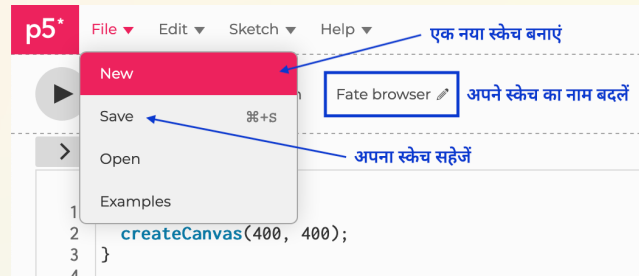 p5* File Edit Sketch Help एक नया स्केच बनाएं
New
Fate browser अपने स्केच का नाम बदलें
Save ⌘+S
अपना स्केच सहेजें
Open
Examples
1
2 createCanvas(400, 400);
3 }
4